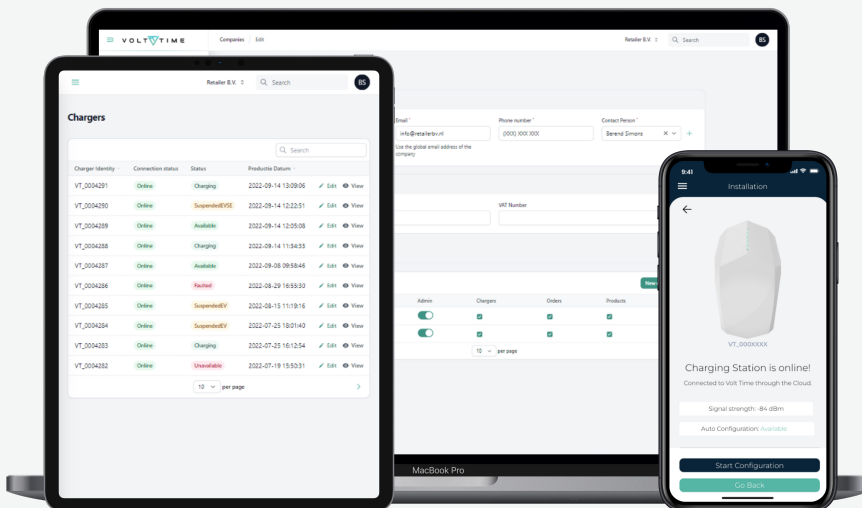 VOLT TIME
Companies / Edit
Retailer B.V.
Search
BS
Email *
Phone number *
Contact Person *
info@retailerbv.nl
(XXX) XXX XXX
Berend Simons
Use the global email address of the
company
VAT Number
New
Admin
Chargers
Orders
Products
10 per page
MacBook Pro
Retailer B.V.
Search
BS
Chargers
Search
Charger Identity
Connection status
Status
Productie Datum
VT_0004291 Online Charging 2022-09-14 13:09:06 Edit View
VT_0004290 Online SuspendedEVSE 2022-09-14 12:22:51 Edit View
VT_0004289 Online Available 2022-09-14 12:05:08 Edit View
VT_0004288 Online Charging 2022-09-14 11:34:33 Edit View
VT_0004287 Online Available 2022-09-08 09:58:46 Edit View
VT_0004286 Online Faulted 2022-08-29 16:55:30 Edit View
VT_0004285 Online SuspendedEV 2022-08-15 11:19:16 Edit View
VT_0004284 Online SuspendedEV 2022-07-25 18:01:40 Edit View
VT_0004283 Online Charging 2022-07-25 16:12:54 Edit View
VT_0004282 Online Unavailable 2022-07-19 15:50:31 Edit View
10 per page
9:41
Installation
VT_000XXXX
Charging Station is online!
Connected to Volt Time through the Cloud.
Signal strength: -84 dBm
Auto Configuration: Available
Start Configuration
Go Back